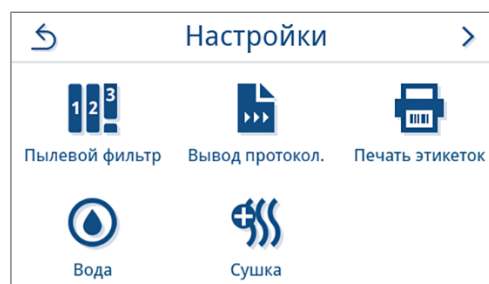 Настройки
1 2 3
Пылевой фильтр Вывод протокол. Печать этикеток
Вода Сушка